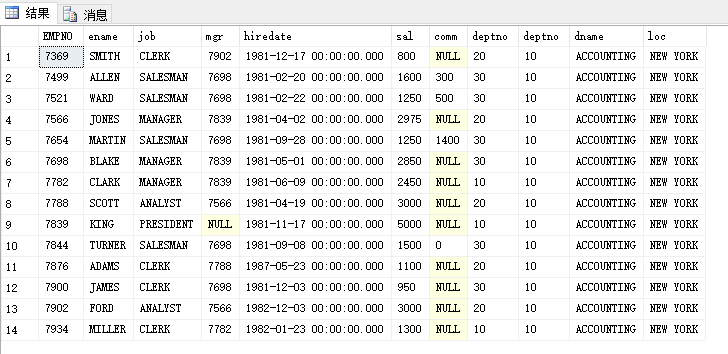 结果 消息
EMPNO ename job mgr hiredate sal comm deptno deptno dname loc
1 7369 SMITH CLERK 7902 1981-12-17 00:00:00.000 800 NULL 20 10 ACCOUNTING NEW YORK
2 7499 ALLEN SALESMAN 7698 1981-02-20 00:00:00.000 1600 300 30 10 ACCOUNTING NEW YORK
3 7521 WARD SALESMAN 7698 1981-02-22 00:00:00.000 1250 500 30 10 ACCOUNTING NEW YORK
4 7566 JONES MANAGER 7839 1981-04-02 00:00:00.000 2975 NULL 20 10 ACCOUNTING NEW YORK
5 7654 MARTIN SALESMAN 7698 1981-09-28 00:00:00.000 1250 1400 30 10 ACCOUNTING NEW YORK
6 7698 BLAKE MANAGER 7839 1981-05-01 00:00:00.000 2850 NULL 30 10 ACCOUNTING NEW YORK
7 7782 CLARK MANAGER 7839 1981-06-09 00:00:00.000 2450 NULL 10 10 ACCOUNTING NEW YORK
8 7788 SCOTT ANALYST 7566 1981-04-19 00:00:00.000 3000 NULL 20 10 ACCOUNTING NEW YORK
9 7839 KING PRESIDENT NULL 1981-11-17 00:00:00.000 5000 NULL 10 10 ACCOUNTING NEW YORK
10 7844 TURNER SALESMAN 7698 1981-09-08 00:00:00.000 1500 0 30 10 ACCOUNTING NEW YORK
11 7876 ADAMS CLERK 7788 1987-05-23 00:00:00.000 1100 NULL 20 10 ACCOUNTING NEW YORK
12 7900 JAMES CLERK 7698 1981-12-03 00:00:00.000 950 NULL 30 10 ACCOUNTING NEW YORK
13 7902 FORD ANALYST 7566 1982-12-03 00:00:00.000 3000 NULL 20 10 ACCOUNTING NEW YORK
14 7934 MILLER CLERK 7782 1982-01-23 00:00:00.000 1300 NULL 10 10 ACCOUNTING NEW YORK